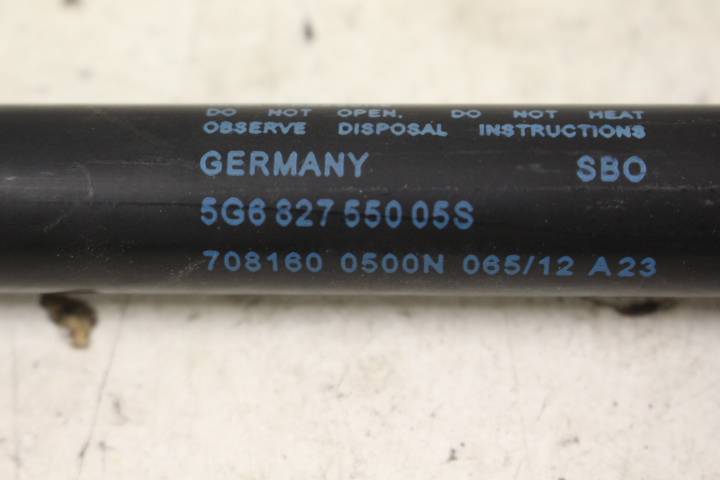 DO NOT OPEN. DO NOT HEAT
OBSERVE DISPOSAL INSTRUCTIONS
GERMANY SBO
5G6 827 550 05S
708160 0500N 065/12 A23